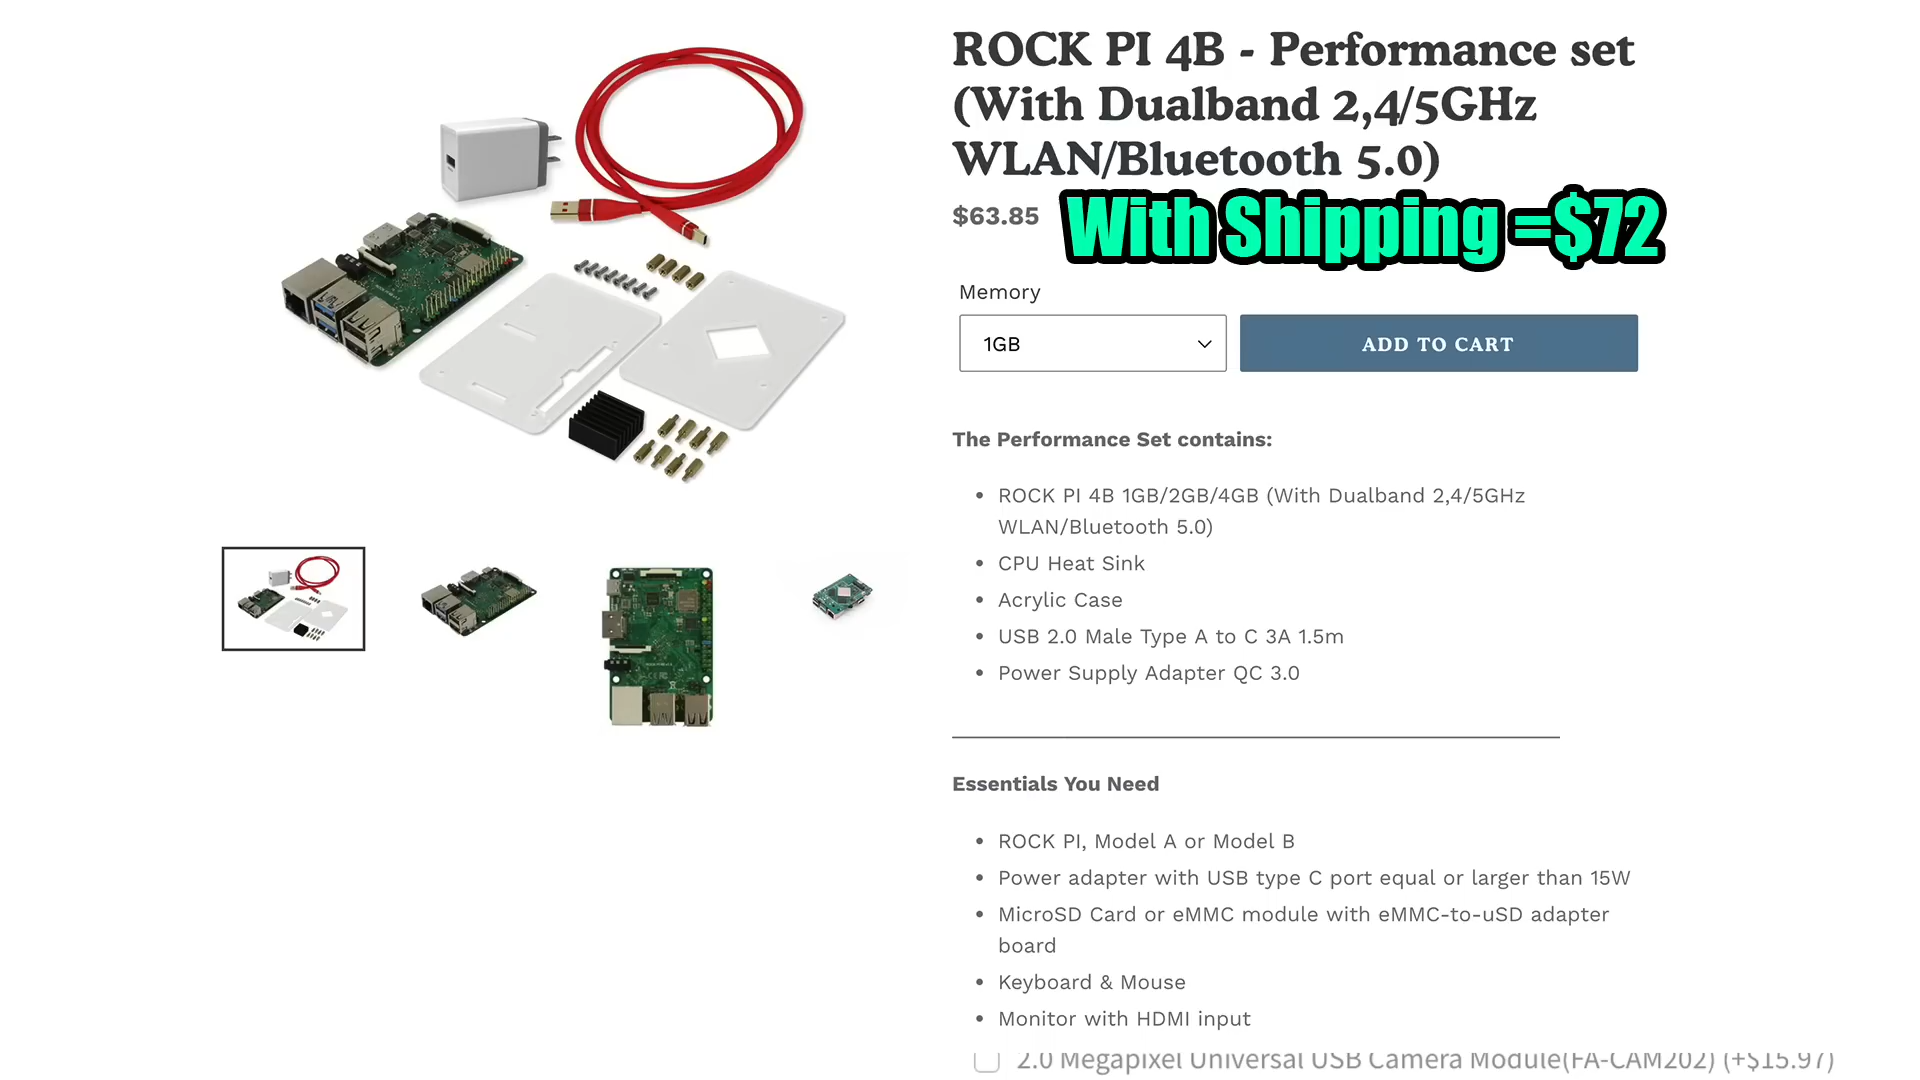 ROCK PI 4B - Performance set
(With Dualband 2,4/5GHz
WLAN/Bluetooth 5.0)
$63.85
With Shipping =$72
Memory
1GB
ADD TO CART
The Performance Set contains:
• ROCK PI 4B 1GB/2GB/4GB (With Dualband 2,4/5GHz
WLAN/Bluetooth 5.0)
• CPU Heat Sink
• Acrylic Case
• USB 2.0 Male Type A to C 3A 1.5m
• Power Supply Adapter QC 3.0
Essentials You Need
• ROCK PI, Model A or Model B
• Power adapter with USB type C port equal or larger than 15W
• MicroSD Card or eMMC module with eMMC-to-uSD adapter
board
• Keyboard & Mouse
• Monitor with HDMI input
2.0 Megapixel Universal USB Camera Module(FA-CAM202) (+$15.97)